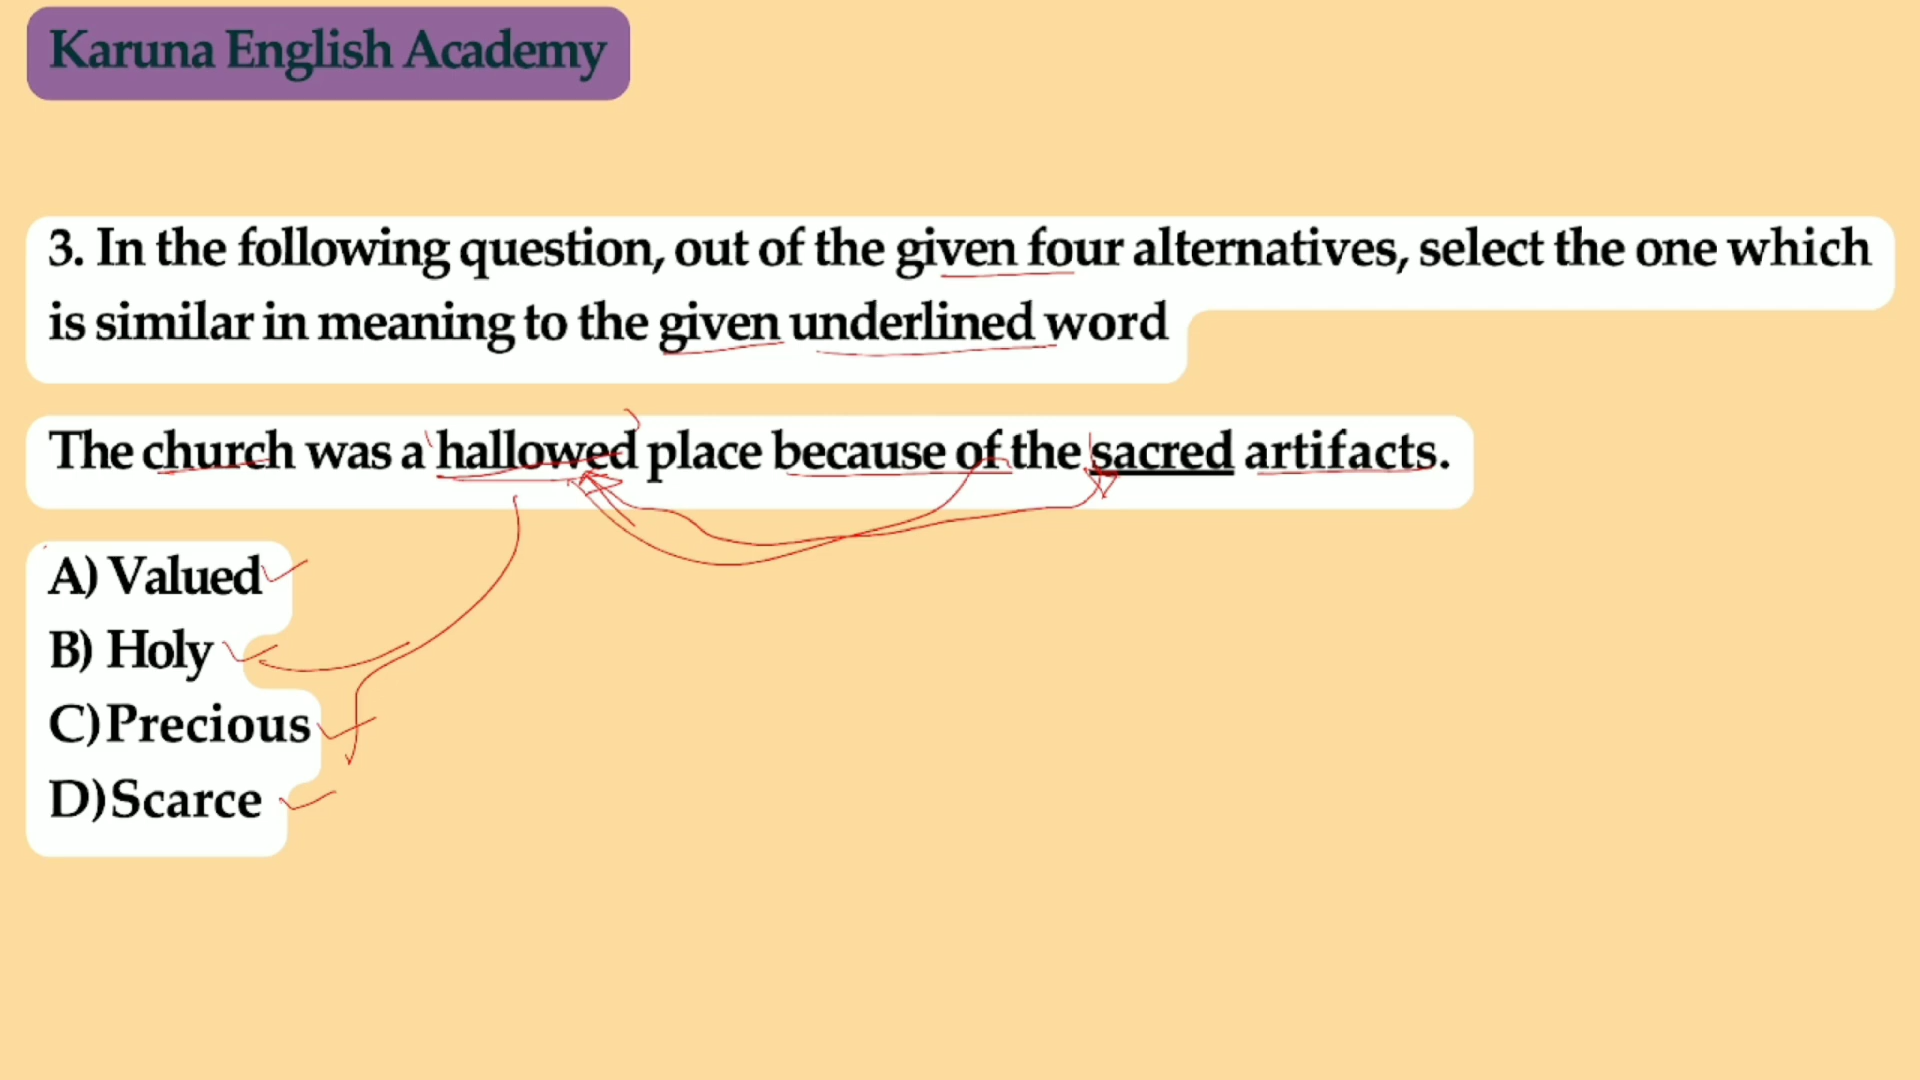 Karuna English Academy
3. In the following question, out of the given four alternatives, select the one which
is similar in meaning to the given underlined word
The church was a hallowed place because of the sacred artifacts.
A) Valued
B) Holy
C) Precious
D) Scarce